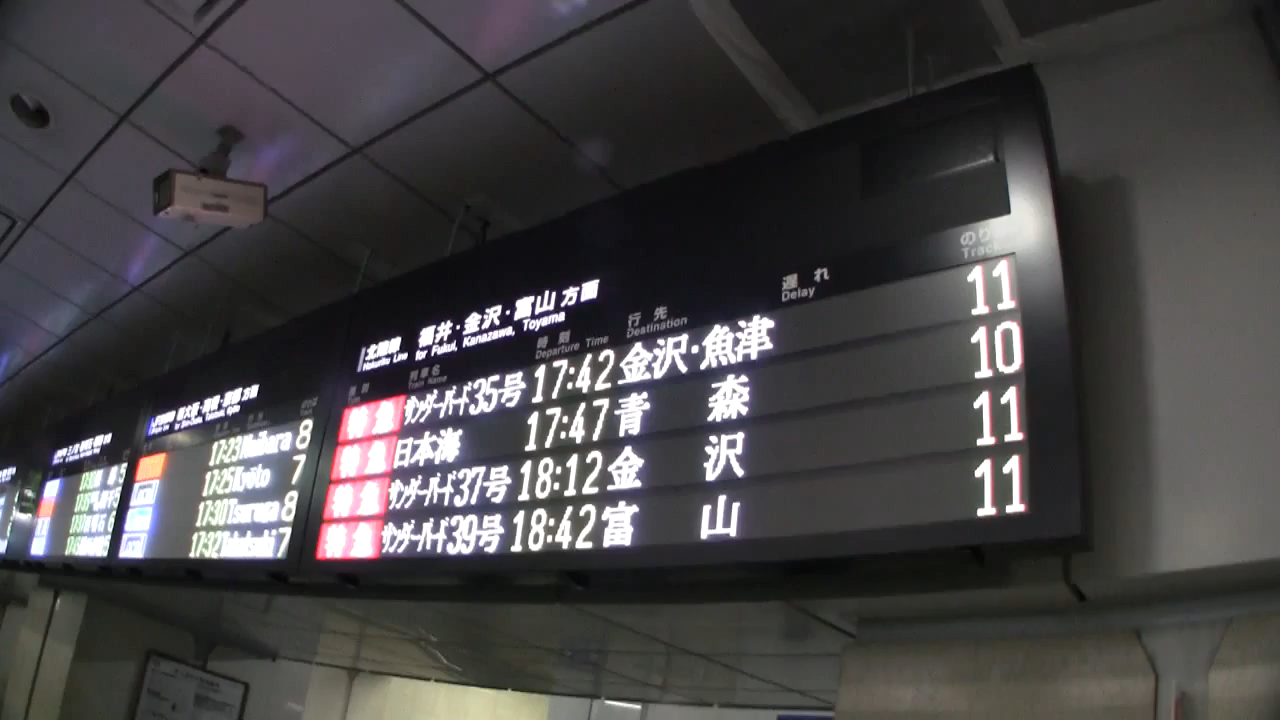 北陸線 福井・金沢・富山 方面
Hokuriku Line for Fukui, Kanazawa, Toyama
列車名 時刻 行先 遅れ のり
Train Name Departure Time Destination Delay Track
特急 サンダーバード35号 17:42 金沢・魚津 11
特急 日本海 17:47 青森 10
特急 サンダーバード37号 18:12 金沢 11
特急 サンダーバード39号 18:42 富山 11
17:23 Maibara 8
17:25 Kyōto 7
17:30 Tsuruga 8
17:32 Takatsuki 7